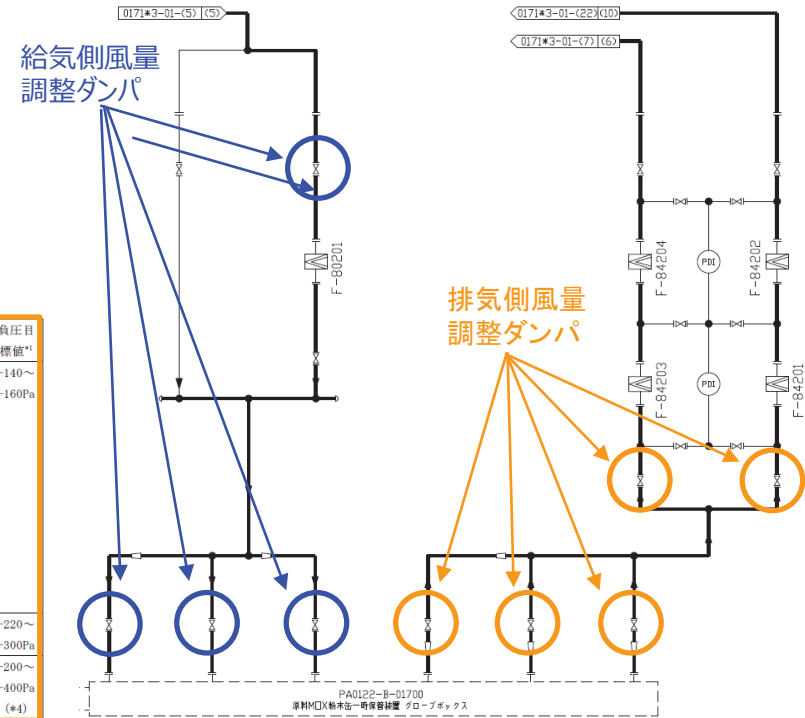 0171*3-01-(5) (5)
0171*3-01-(22) (10)
0171*3-01-(7) (6)
給気側風量
調整ダンパ
F-80201
F-84204
PDI
F-84202
排気側風量
調整ダンパ
F-84203
PDI
F-84201
負圧目
標値*1
-140～
-160Pa
-220～
-300Pa
-200～
-400Pa
(*4)
PA0122-B-01700
原料MOX粉末缶一時保管装置 グローブボックス